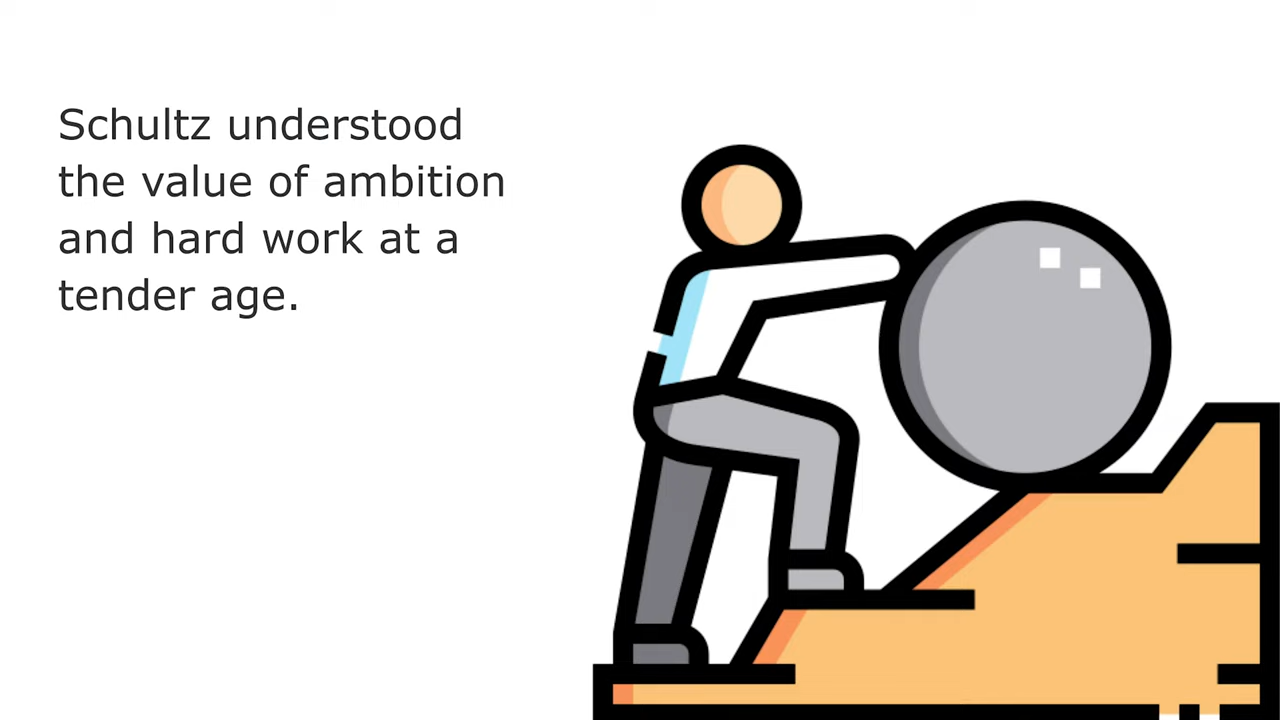 Schultz understood
the value of ambition
and hard work at a
tender age.